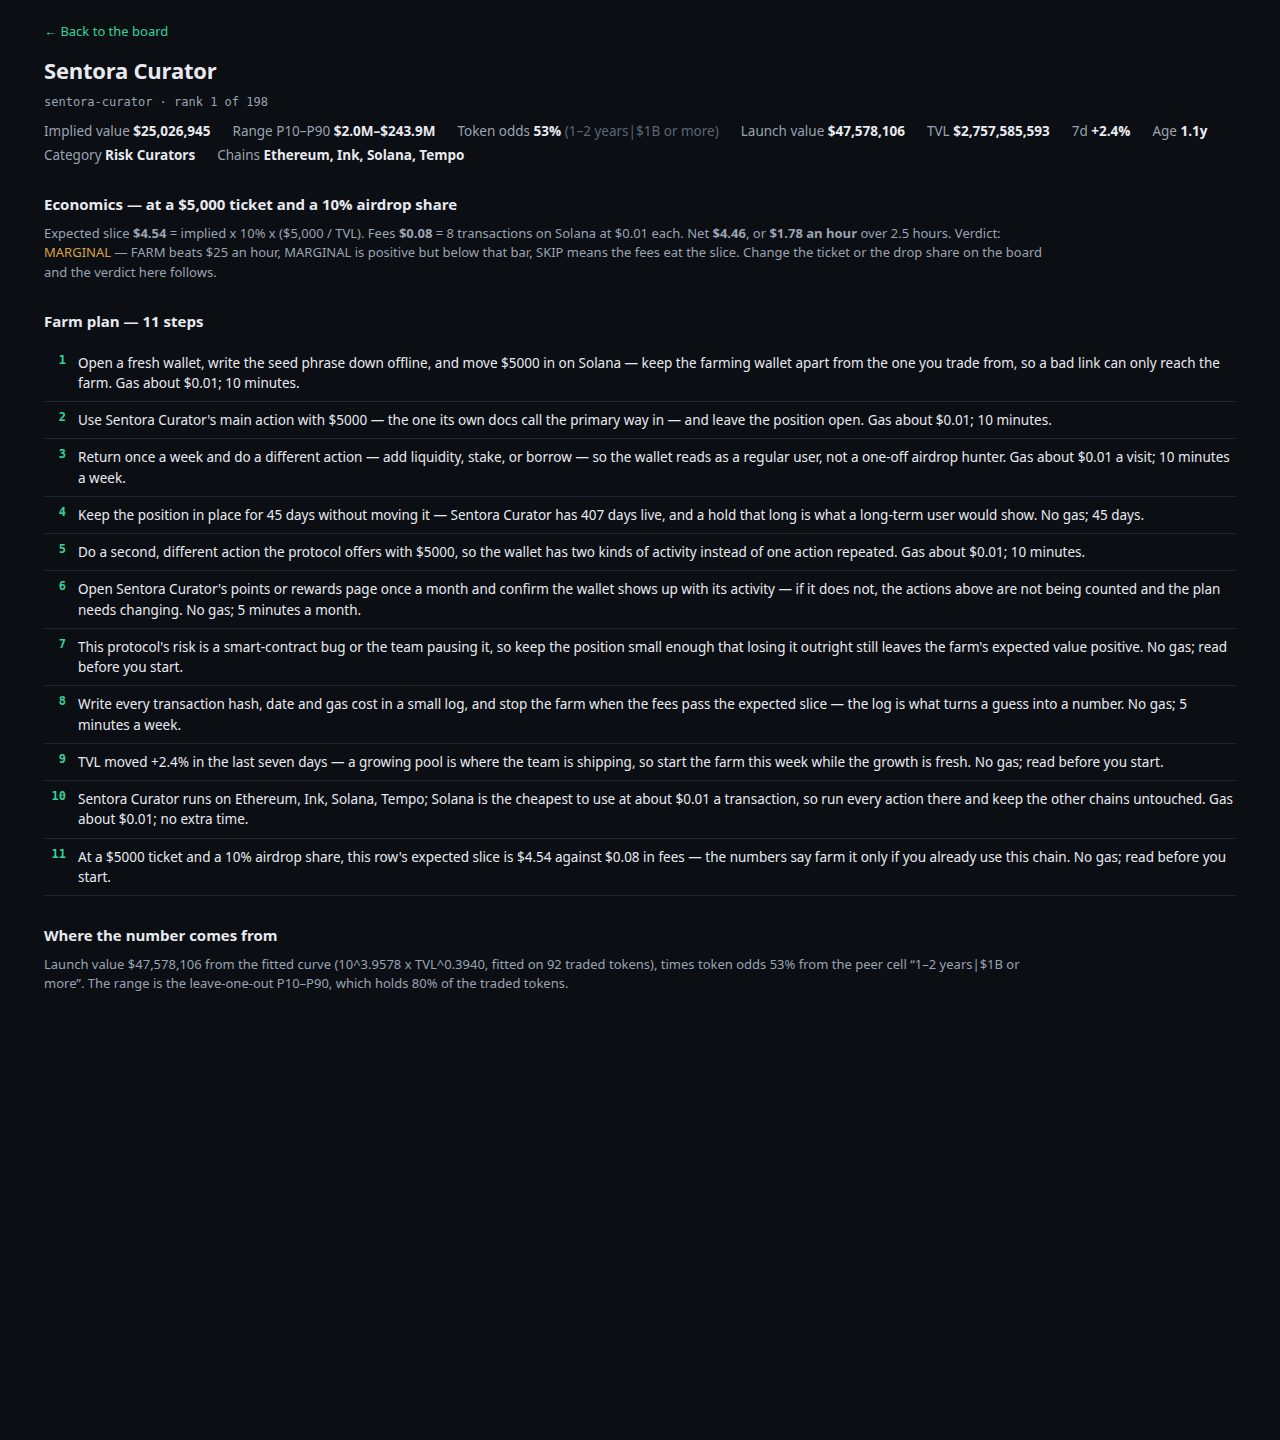 ← Back to the board
Sentora Curator
sentora-curator · rank 1 of 198
Implied value $25,026,945 Range P10–P90 $2.0M–$243.9M Token odds 53% (1–2 years|$1B or more) Launch value $47,578,106 TVL $2,757,585,593 7d +2.4% Age 1.1y
Category Risk Curators Chains Ethereum, Ink, Solana, Tempo
Economics — at a $5,000 ticket and a 10% airdrop share
Expected slice $4.54 = implied x 10% x ($5,000 / TVL). Fees $0.08 = 8 transactions on Solana at $0.01 each. Net $4.46, or $1.78 an hour over 2.5 hours. Verdict:
MARGINAL — FARM beats $25 an hour, MARGINAL is positive but below that bar, SKIP means the fees eat the slice. Change the ticket or the drop share on the board
and the verdict here follows.
Farm plan — 11 steps
1 Open a fresh wallet, write the seed phrase down offline, and move $5000 in on Solana — keep the farming wallet apart from the one you trade from, so a bad link can only reach the
farm. Gas about $0.01; 10 minutes.
2 Use Sentora Curator's main action with $5000 — the one its own docs call the primary way in — and leave the position open. Gas about $0.01; 10 minutes.
3 Return once a week and do a different action — add liquidity, stake, or borrow — so the wallet reads as a regular user, not a one-off airdrop hunter. Gas about $0.01 a visit; 10 minutes
a week.
4 Keep the position in place for 45 days without moving it — Sentora Curator has 407 days live, and a hold that long is what a long-term user would show. No gas; 45 days.
5 Do a second, different action the protocol offers with $5000, so the wallet has two kinds of activity instead of one action repeated. Gas about $0.01; 10 minutes.
6 Open Sentora Curator's points or rewards page once a month and confirm the wallet shows up with its activity — if it does not, the actions above are not being counted and the plan
needs changing. No gas; 5 minutes a month.
7 This protocol's risk is a smart-contract bug or the team pausing it, so keep the position small enough that losing it outright still leaves the farm's expected value positive. No gas; read
before you start.
8 Write every transaction hash, date and gas cost in a small log, and stop the farm when the fees pass the expected slice — the log is what turns a guess into a number. No gas; 5
minutes a week.
9 TVL moved +2.4% in the last seven days — a growing pool is where the team is shipping, so start the farm this week while the growth is fresh. No gas; read before you start.
10 Sentora Curator runs on Ethereum, Ink, Solana, Tempo; Solana is the cheapest to use at about $0.01 a transaction, so run every action there and keep the other chains untouched. Gas
about $0.01; no extra time.
11 At a $5000 ticket and a 10% airdrop share, this row's expected slice is $4.54 against $0.08 in fees — the numbers say farm it only if you already use this chain. No gas; read before you
start.
Where the number comes from
Launch value $47,578,106 from the fitted curve (10^3.9578 x TVL^0.3940, fitted on 92 traded tokens), times token odds 53% from the peer cell “1–2 years|$1B or
more”. The range is the leave-one-out P10–P90, which holds 80% of the traded tokens.